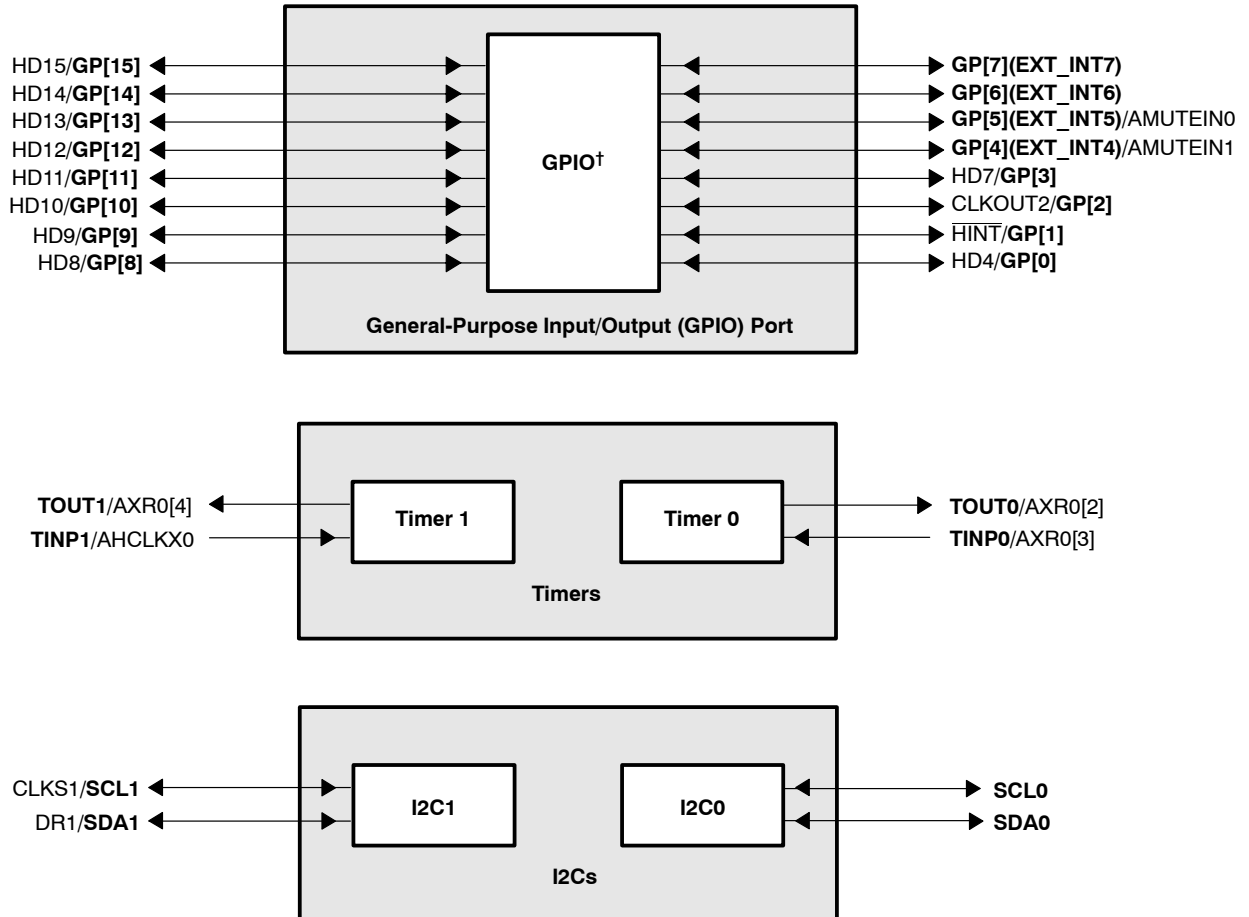 HD15/GP[15]
HD14/GP[14]
HD13/GP[13]
HD12/GP[12]
HD11/GP[11]
HD10/GP[10]
HD9/GP[9]
HD8/GP[8]
GPIO†
GP[7](EXT_INT7)
GP[6](EXT_INT6)
GP[5](EXT_INT5)/AMUTEIN0
GP[4](EXT_INT4)/AMUTEIN1
HD7/GP[3]
CLKOUT2/GP[2]
H̅I̅N̅T̅/GP[1]
HD4/GP[0]
General-Purpose Input/Output (GPIO) Port
TOUT1/AXR0[4]
TINP1/AHCLKX0
Timer 1
Timer 0
TOUT0/AXR0[2]
TINP0/AXR0[3]
Timers
CLKS1/SCL1
DR1/SDA1
I2C1
I2C0
SCL0
SDA0
I2Cs